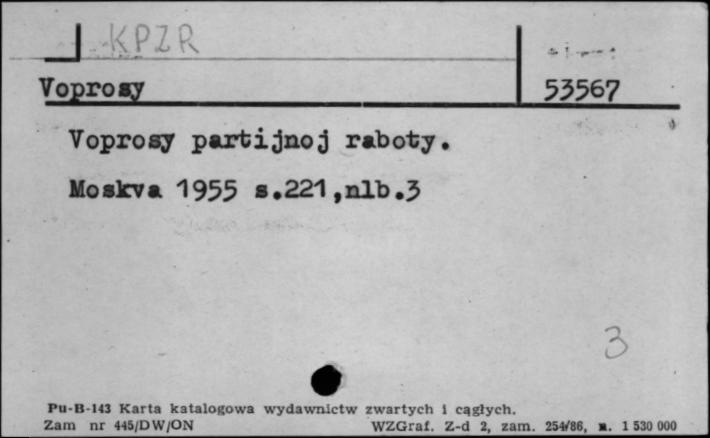 KPZR
Voprosy 53567
Voprosy partijnoj raboty.
Moskva 1955 s.221,nlb.3
3
Pu-B-143 Karta katalogowa wydawnictw zwartych i cągłych.
Zam nr 445/DW/ON WZGraf. Z-d 2, zam. 254/86, n. 1 530 000